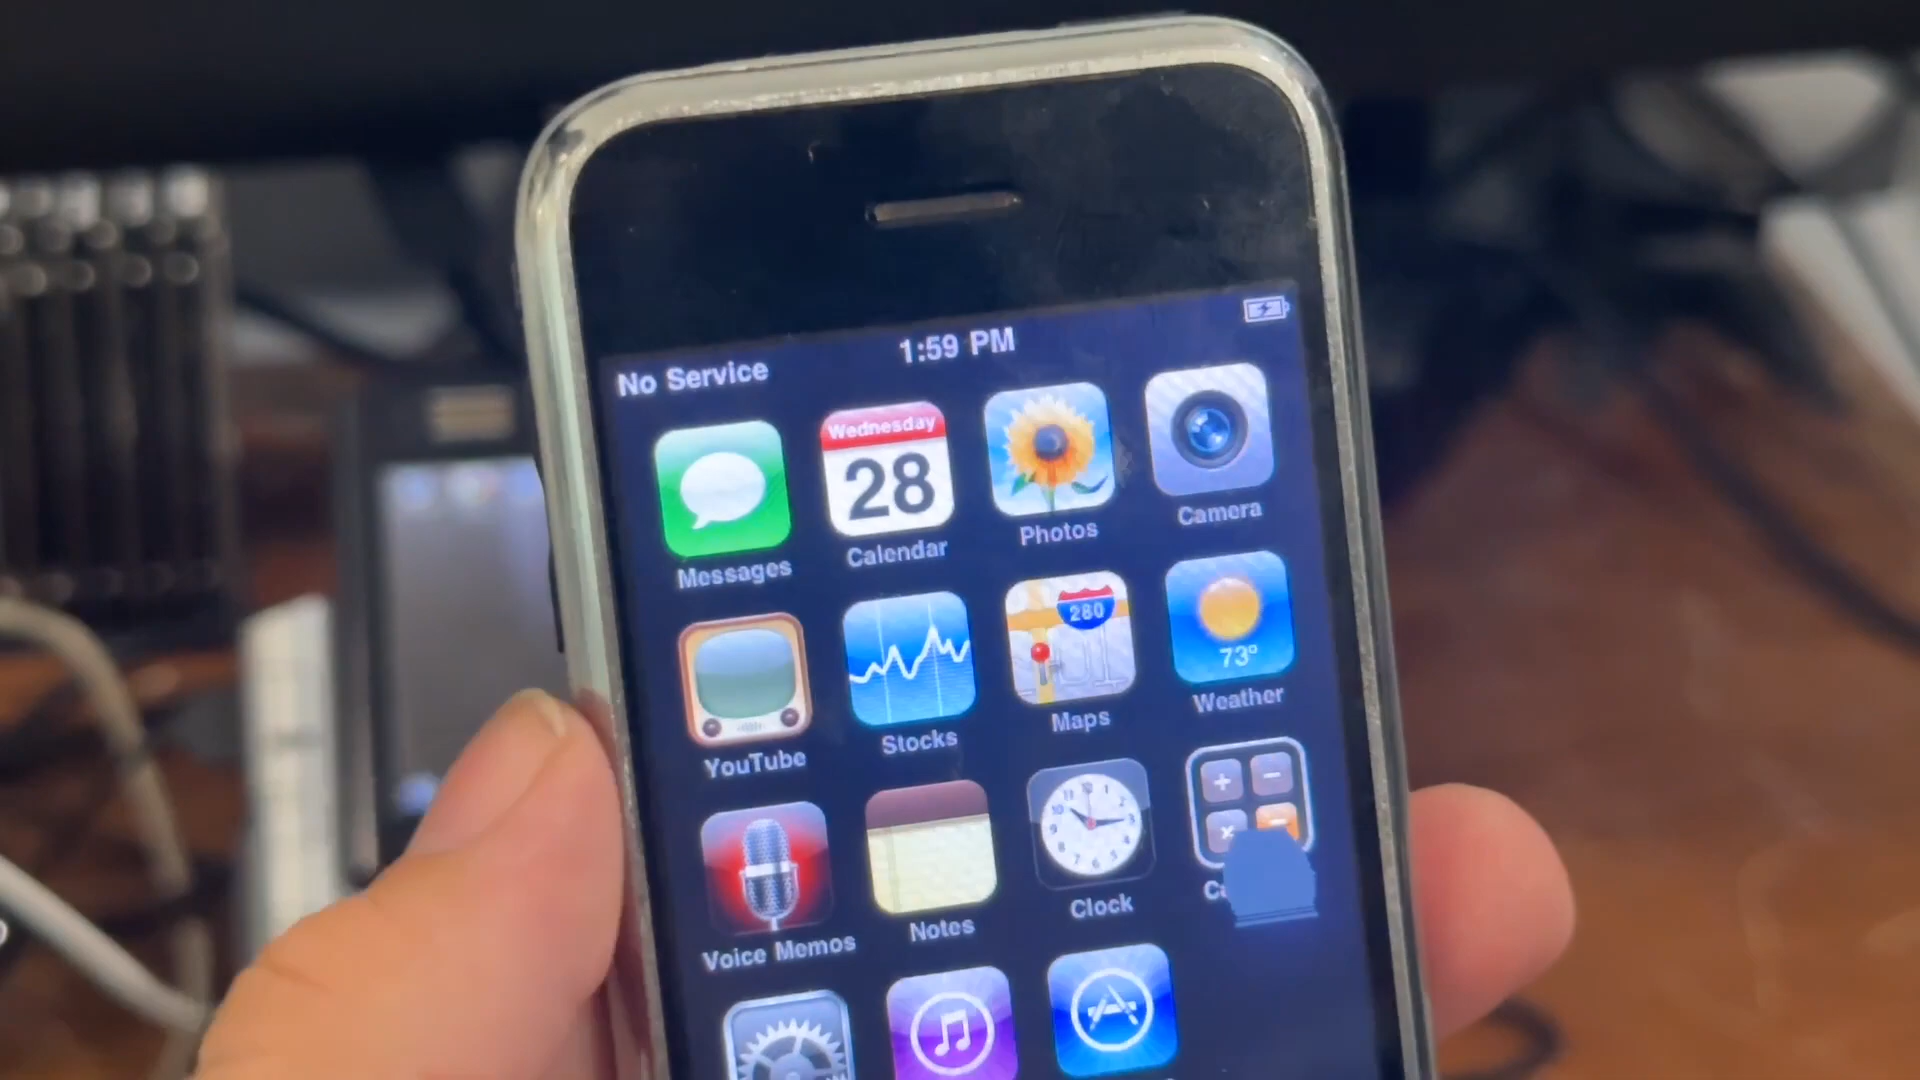 No Service
1:59 PM
Wednesday
28
280
73°
Messages
Calendar
Photos
Camera
YouTube
Stocks
Maps
Weather
Voice Memos
Notes
Clock